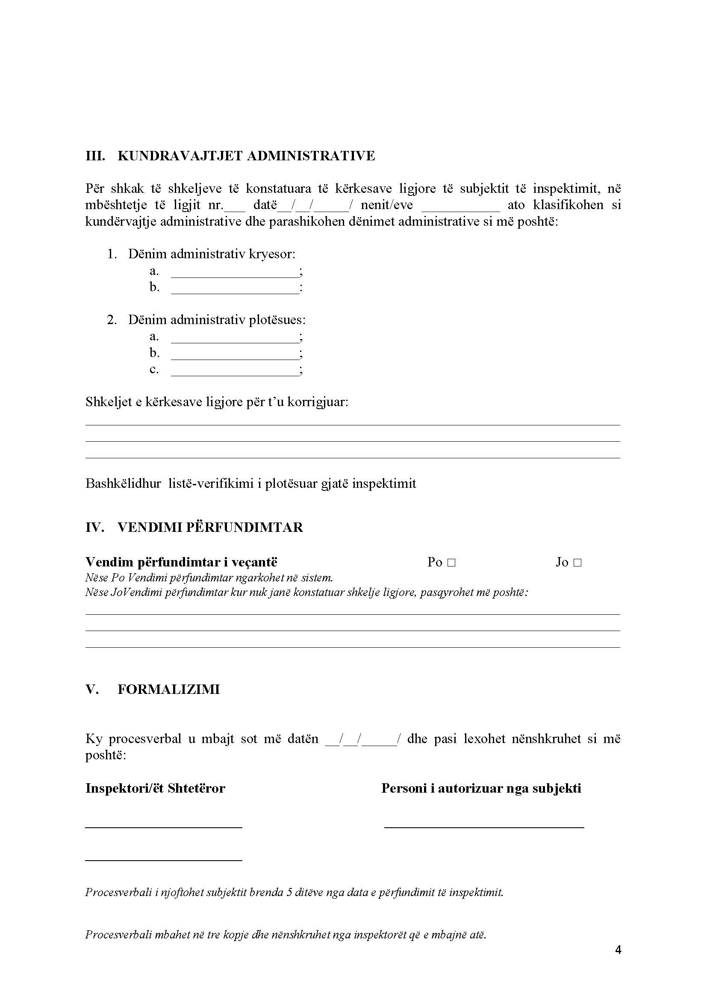 III. KUNDRAVAJTJET ADMINISTRATIVE
Për shkak të shkeljeve të konstatuara të kërkesave ligjore të subjektit të inspektimit, në
mbështetje të ligjit nr.___ datë__/__/_____/ nenit/eve ___________ ato klasifikohen si
kundërvajtje administrative dhe parashikohen dënimet administrative si më poshtë:
1. Dënim administrativ kryesor:
a. __________________;
b. __________________:
2. Dënim administrativ plotësues:
a. __________________;
b. __________________;
c. __________________;
Shkeljet e kërkesave ligjore për t’u korrigjuar:
Bashkëlidhur listë-verifikimi i plotësuar gjatë inspektimit
IV. VENDIMI PËRFUNDIMTAR
Vendim përfundimtar i veçantë Po □ Jo □
Nëse Po Vendimi përfundimtar ngarkohet në sistem.
Nëse JoVendimi përfundimtar kur nuk janë konstatuar shkelje ligjore, pasqyrohet më poshtë:
V. FORMALIZIMI
Ky procesverbal u mbajt sot më datën __/__/_____/ dhe pasi lexohet nënshkruhet si më
poshtë:
Inspektori/ët Shtetëror Personi i autorizuar nga subjekti
Procesverbali i njoftohet subjektit brenda 5 ditëve nga data e përfundimit të inspektimit.
Procesverbali mbahet në tre kopje dhe nënshkruhet nga inspektorët që e mbajnë atë.
4